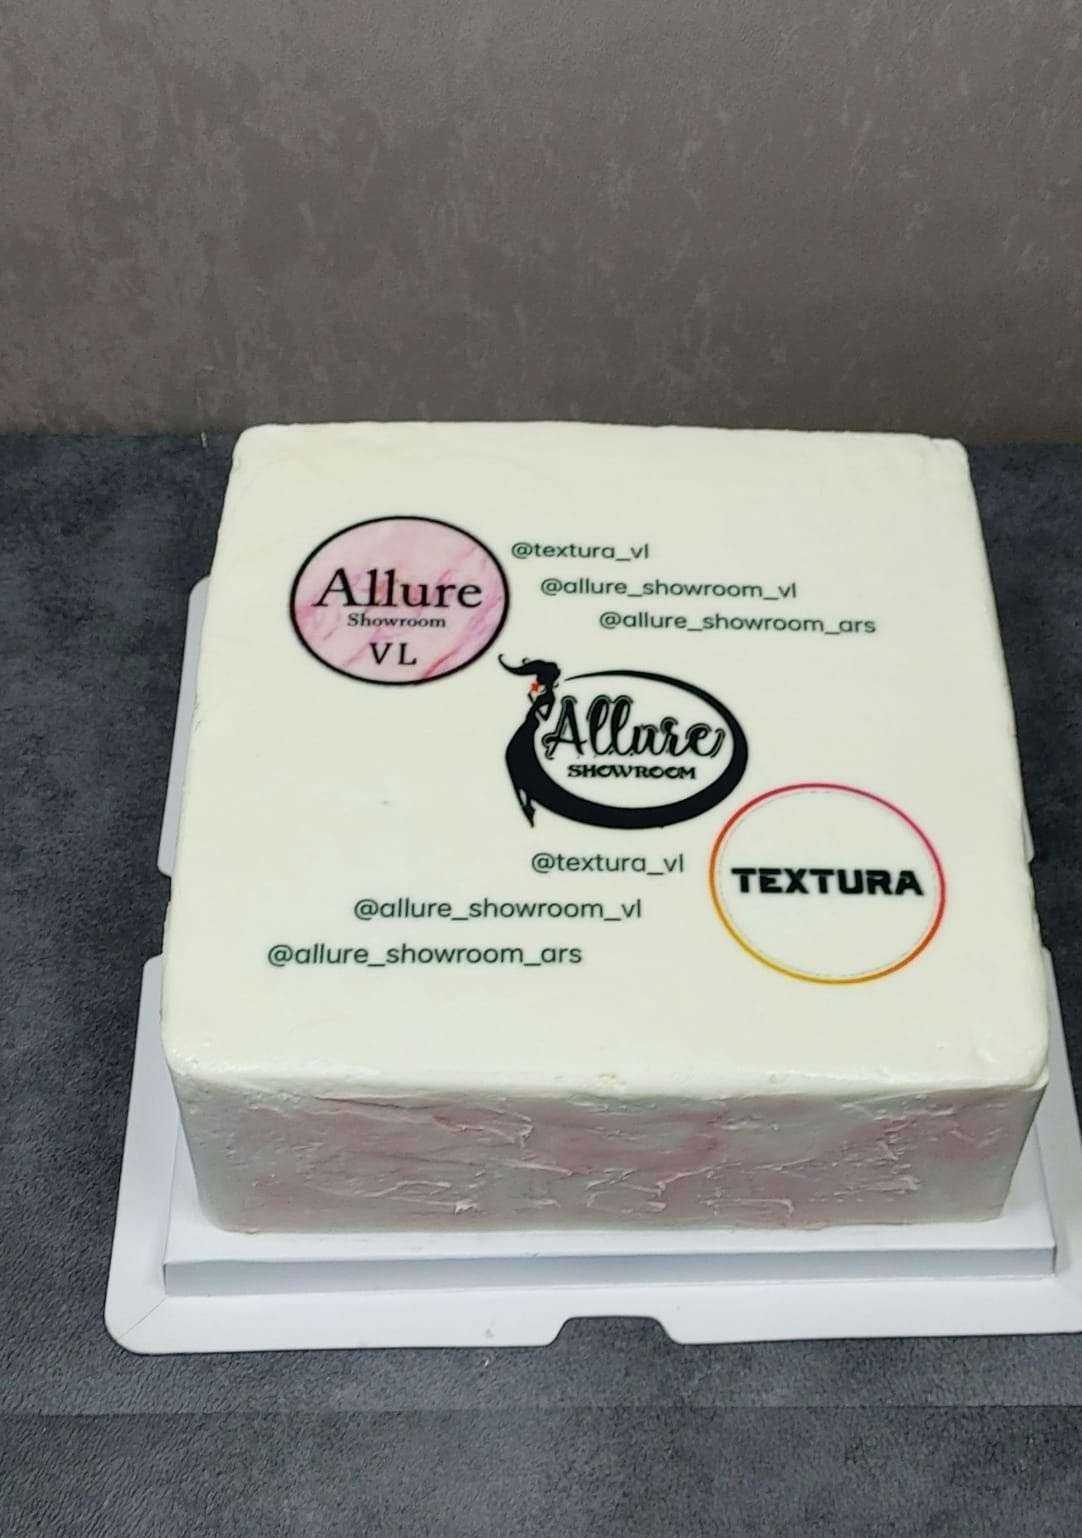 Allure
Showroom
VL
@textura_vl
@allure_showroom_vl
@allure_showroom_ars
Allure
SHOWROOM
TEXTURA
@textura_vl
@allure_showroom_vl
@allure_showroom_ars